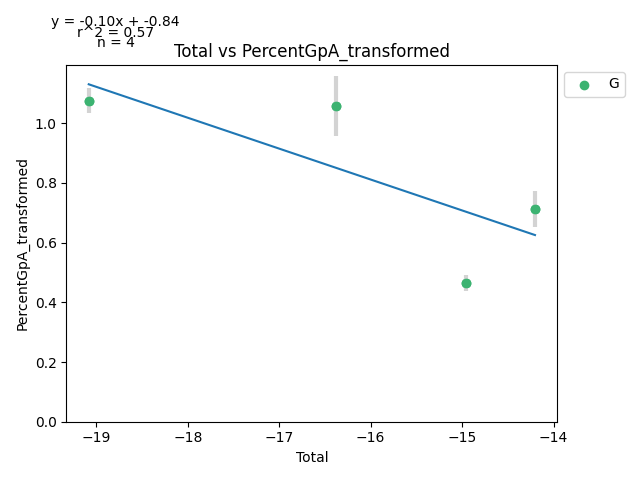 y = -0.10x + -0.84
r^2 = 0.57
n = 4
Total vs PercentGpA_transformed
G
PercentGpA_transformed
1.0
0.8
0.6
0.4
0.2
0.0
−19
−18
−17
−16
−15
−14
Total